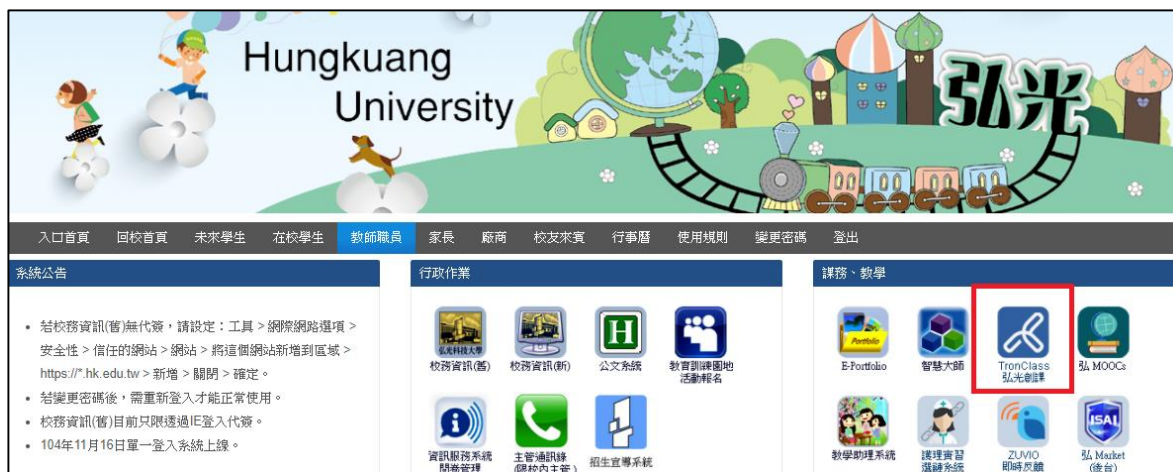 Hungkuang
University
弘光
入口首頁 回校首頁 未來學生 在校學生 教師職員 家長 廠商 校友來賓 行事曆 使用規則 變更密碼 登出
系統公告
若校務資訊(舊)無代簽，請設定：工具 > 網際網路選項 >
安全性 > 信任的網站 > 網站 > 將這個網站新增到區域 >
https://*.hk.edu.tw > 新增 > 關閉 > 確定。
若變更密碼後，需重新登入才能正常使用。
校務資訊(舊)目前只限透過IE登入代簽。
104年11月16日單一登入系統上線。
行政作業
弘光科技大學
校務資訊(舊)
校務資訊(新)
H
公文系統
教育訓練園地
活動報名
資訊服務系統
問卷管理
主管通訊錄
(限校內主管)
招生宣導系統
課務、教學
Portfolio
E-Portfolio
智慧大師
TronClass
弘光創課
弘 MOOCs
教學助理系統
護理實習
選課系統
ZUVIO
即時反饋
ISAL
弘 Market
(後台)